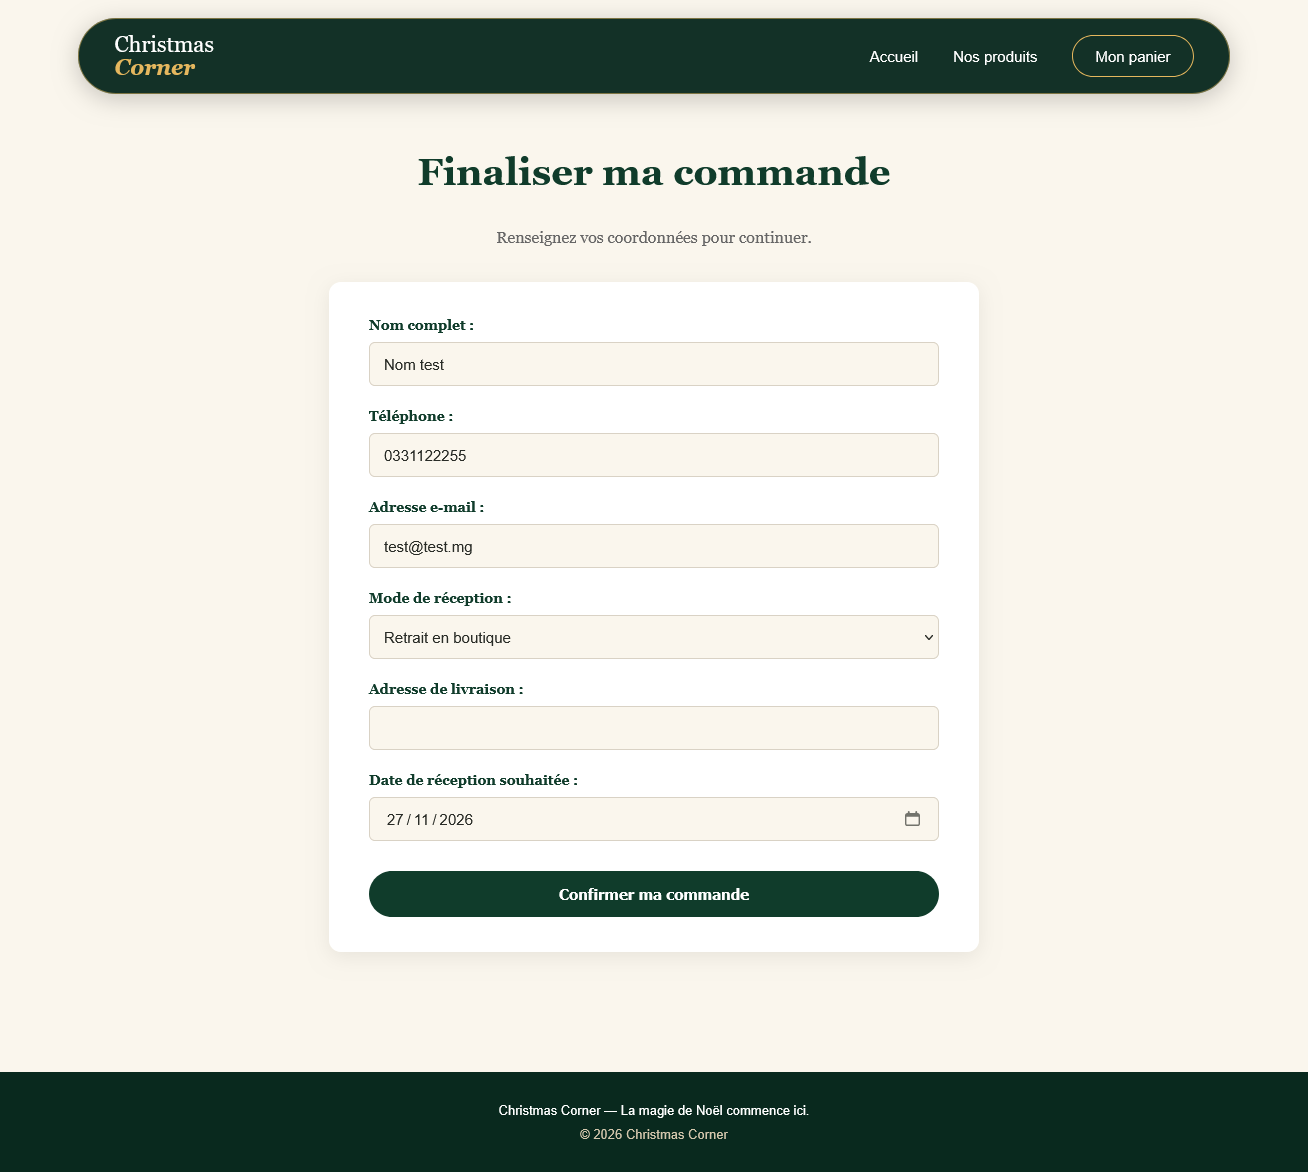 Christmas
Corner
Accueil
Nos produits
Mon panier
Finaliser ma commande
Renseignez vos coordonnées pour continuer.
Nom complet :
Nom test
Téléphone :
0331122255
Adresse e-mail :
test@test.mg
Mode de réception :
Retrait en boutique
Adresse de livraison :
Date de réception souhaitée :
27 / 11 / 2026
Confirmer ma commande
Christmas Corner — La magie de Noël commence ici.
© 2026 Christmas Corner